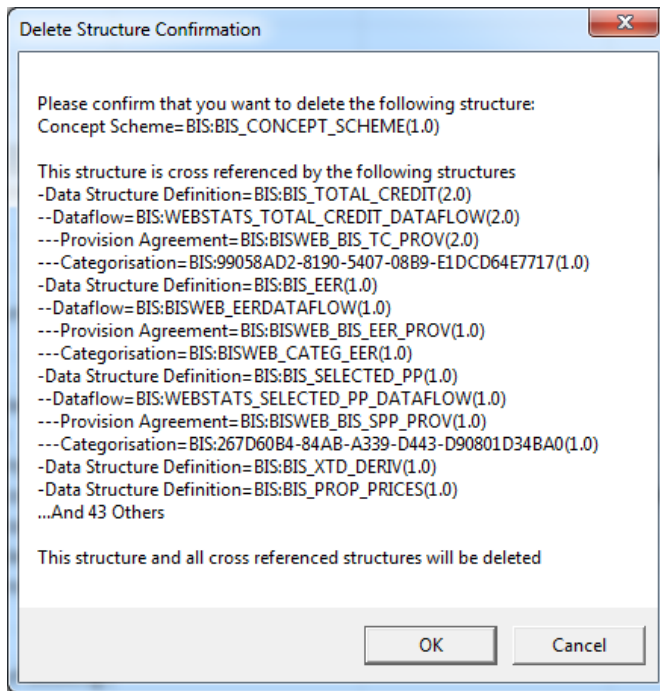 Delete Structure Confirmation
Please confirm that you want to delete the following structure:
Concept Scheme=BIS:BIS_CONCEPT_SCHEME(1.0)
This structure is cross referenced by the following structures
-Data Structure Definition=BIS:BIS_TOTAL_CREDIT(2.0)
--Dataflow=BIS:WEBSTATS_TOTAL_CREDIT_DATAFLOW(2.0)
---Provision Agreement=BIS:BISWEB_BIS_TC_PROV(2.0)
---Categorisation=BIS:99058AD2-8190-5407-08B9-E1DCD64E7717(1.0)
-Data Structure Definition=BIS:BIS_EER(1.0)
--Dataflow=BIS:BISWEB_EERDATAFLOW(1.0)
---Provision Agreement=BIS:BISWEB_BIS_EER_PROV(1.0)
---Categorisation=BIS:BISWEB_CATEG_EER(1.0)
-Data Structure Definition=BIS:BIS_SELECTED_PP(1.0)
--Dataflow=BIS:WEBSTATS_SELECTED_PP_DATAFLOW(1.0)
---Provision Agreement=BIS:BISWEB_BIS_SPP_PROV(1.0)
---Categorisation=BIS:267D60B4-84AB-A339-D443-D90801D34BA0(1.0)
-Data Structure Definition=BIS:BIS_XTD_DERIV(1.0)
-Data Structure Definition=BIS:BIS_PROP_PRICES(1.0)
...And 43 Others
This structure and all cross referenced structures will be deleted
OK
Cancel